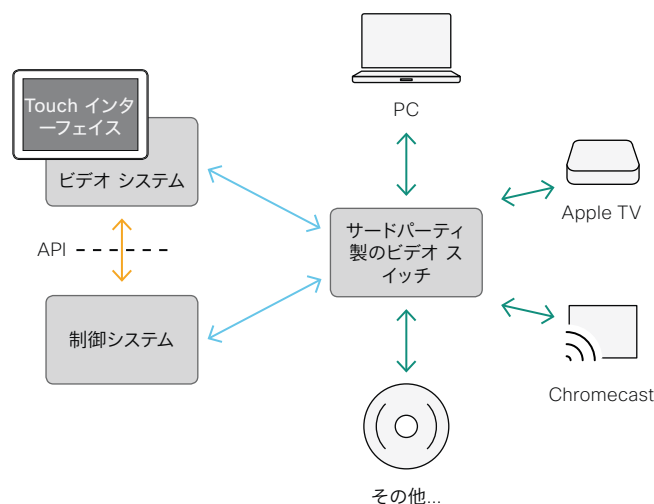 Touch インタ
ーフェイス
ビデオ システム
API
制御システム
PC
サードパーティ
製のビデオ ス
イッチ
Apple TV
Chromecast
その他...